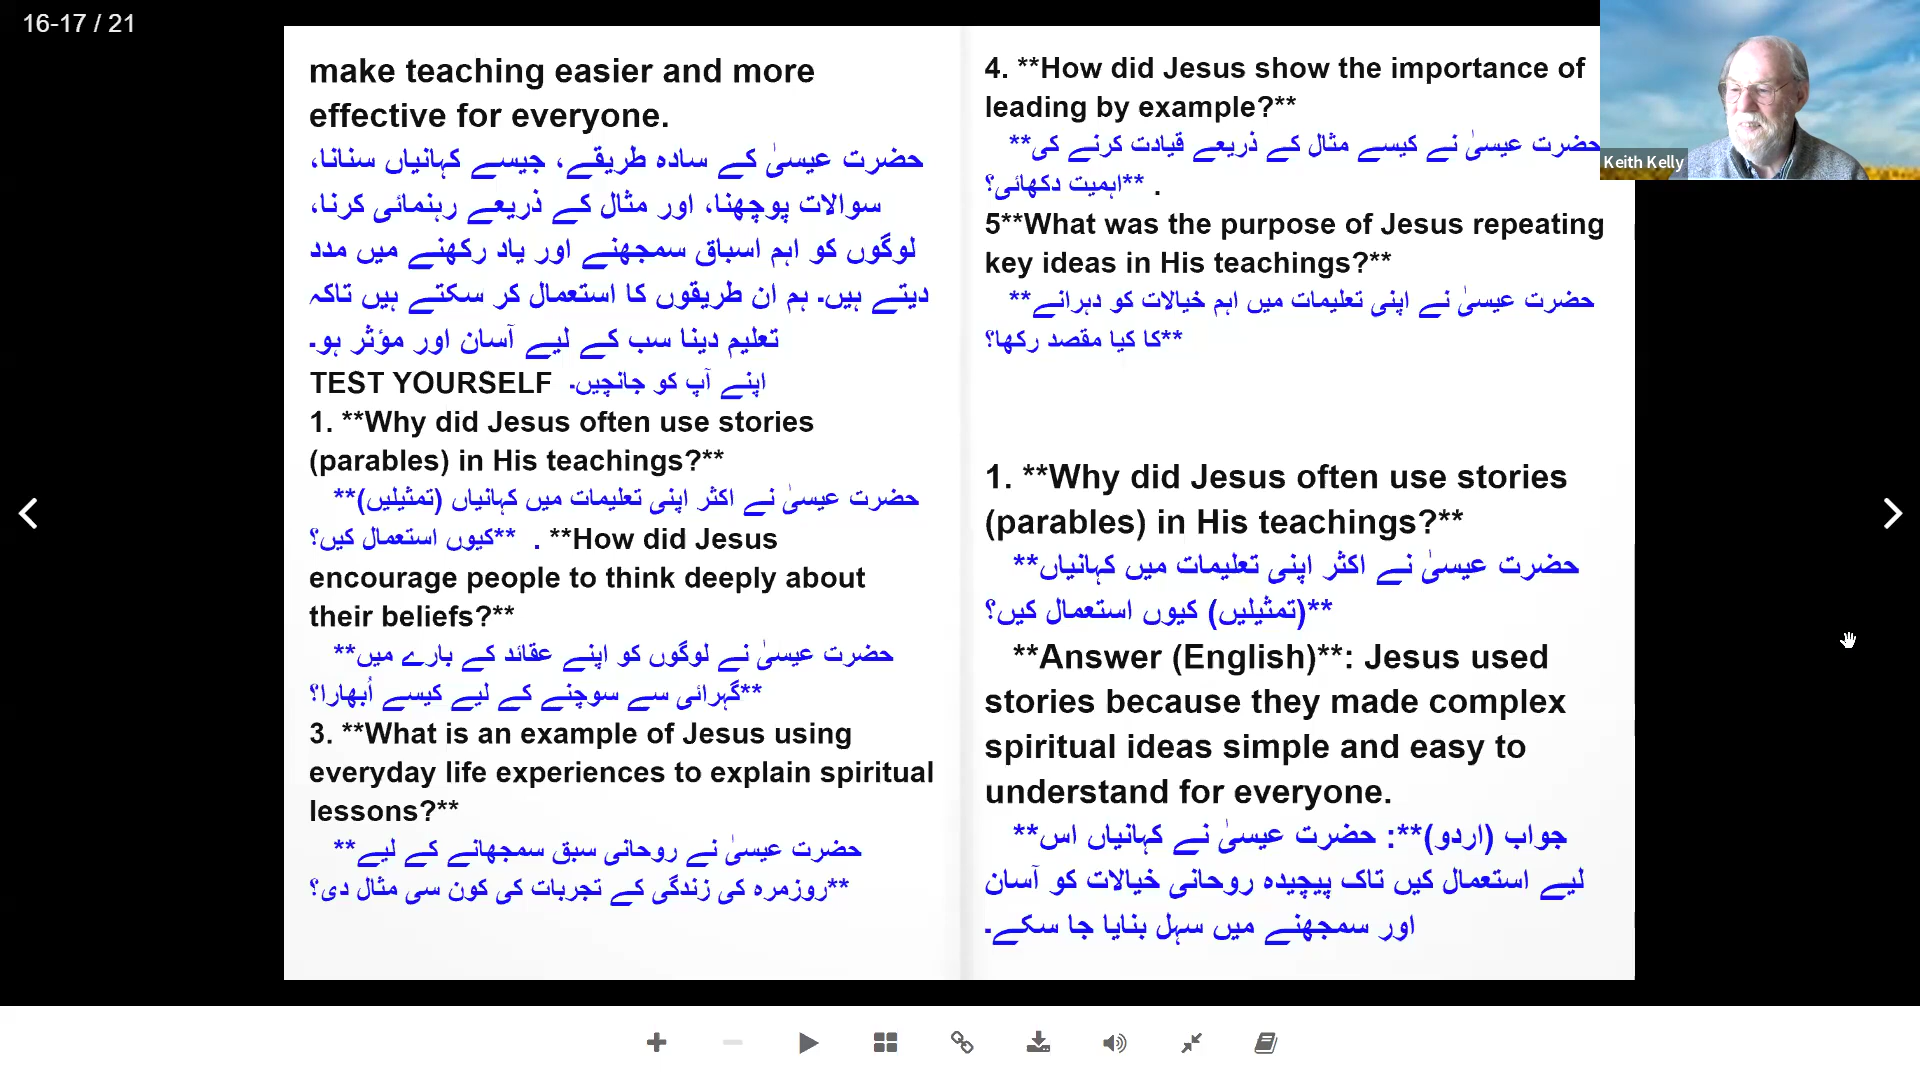 16-17 / 21
make teaching easier and more
effective for everyone.
حضرت عیسیٰ کے سادہ طریقے، جیسے کہانیاں سنانا،
سوالات پوچھنا، اور مثال کے ذریعے رہنمائی کرنا،
لوگوں کو اہم اسباق سمجھنے اور یاد رکھنے میں مدد
دیتے ہیں۔ ہم ان طریقوں کا استعمال کر سکتے ہیں تاکہ
تعلیم دینا سب کے لیے آسان اور مؤثر ہو۔
TEST YOURSELF اپنے آپ کو جانچیں۔
1. **Why did Jesus often use stories
(parables) in His teachings?**
**حضرت عیسیٰ نے اکثر اپنی تعلیمات میں کہانیاں (تمثیلیں)
کیوں استعمال کیں؟** . **How did Jesus
encourage people to think deeply about
their beliefs?**
**حضرت عیسیٰ نے لوگوں کو اپنے عقائد کے بارے میں
گہرائی سے سوچنے کے لیے کیسے اُبھارا؟**
3. **What is an example of Jesus using
everyday life experiences to explain spiritual
lessons?**
**حضرت عیسیٰ نے روحانی سبق سمجھانے کے لیے
روزمرہ کی زندگی کے تجربات کی کون سی مثال دی؟**
4. **How did Jesus show the importance of
leading by example?**
**حضرت عیسیٰ نے کیسے مثال کے ذریعے قیادت کرنے کی
اہمیت دکھائی؟** .
5**What was the purpose of Jesus repeating
key ideas in His teachings?**
**حضرت عیسیٰ نے اپنی تعلیمات میں اہم خیالات کو دہرانے
کا کیا مقصد رکھا؟**
1. **Why did Jesus often use stories
(parables) in His teachings?**
**حضرت عیسیٰ نے اکثر اپنی تعلیمات میں کہانیاں
(تمثیلیں) کیوں استعمال کیں؟**
**Answer (English)**: Jesus used
stories because they made complex
spiritual ideas simple and easy to
understand for everyone.
**جواب (اردو)**: حضرت عیسیٰ نے کہانیاں اس
لیے استعمال کیں تاک پیچیدہ روحانی خیالات کو آسان
اور سمجھنے میں سہل بنایا جا سکے۔
Keith Kelly